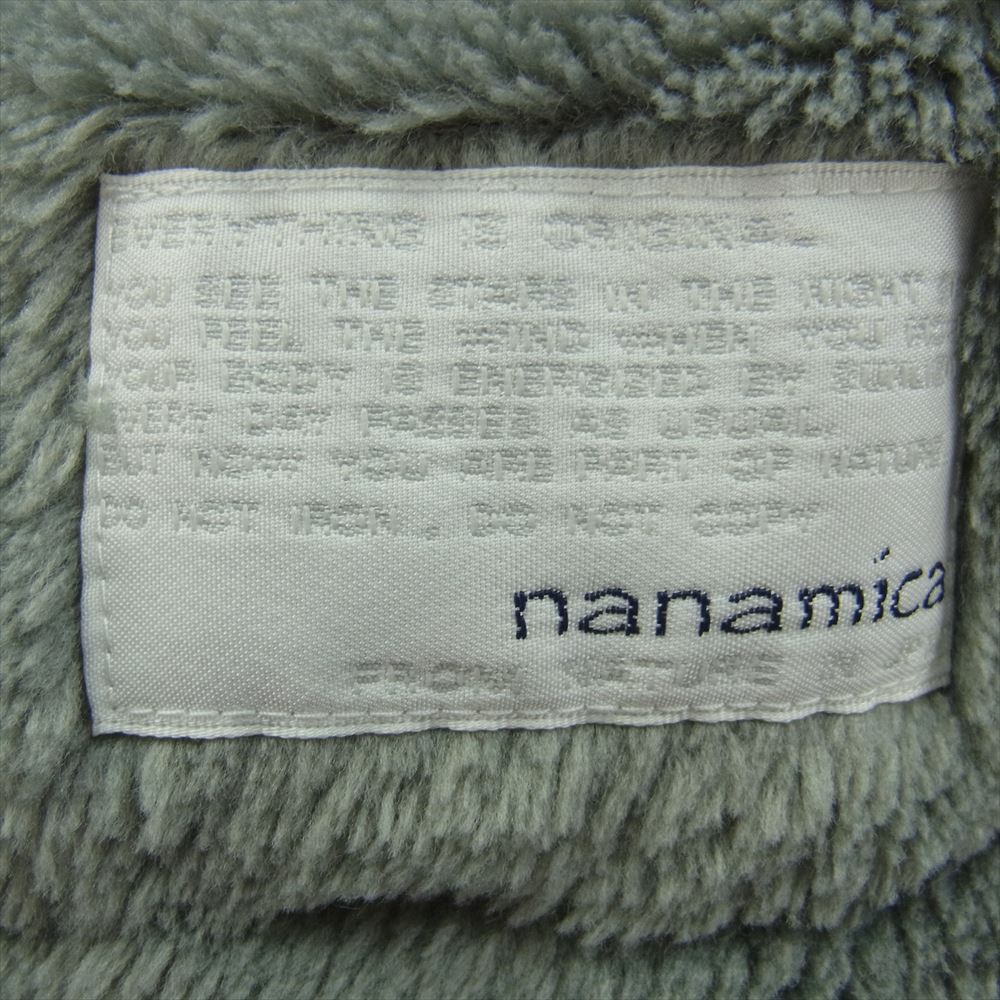 EVERYTHING IS ORIGINAL
YOU SEE THE STARS IN THE NIGHT
YOU FEEL THE WIND WHEN YOU
YOUR BODY IS ENERGIZED BY
EVERY DAY PASSES AS USUAL.
BUT NOW YOU ARE PART OF NATURE
DO NOT IRON. DO NOT COPY
nanamica
FROM